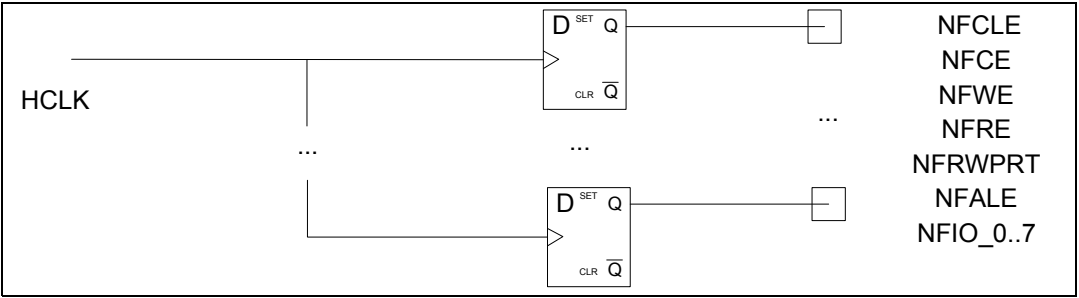 HCLK
...
D SET Q
CLR Q̅
...
D SET Q
CLR Q̅
...
NFCLE
NFCE
NFWE
NFRE
NFRWPRT
NFALE
NFIO_0..7